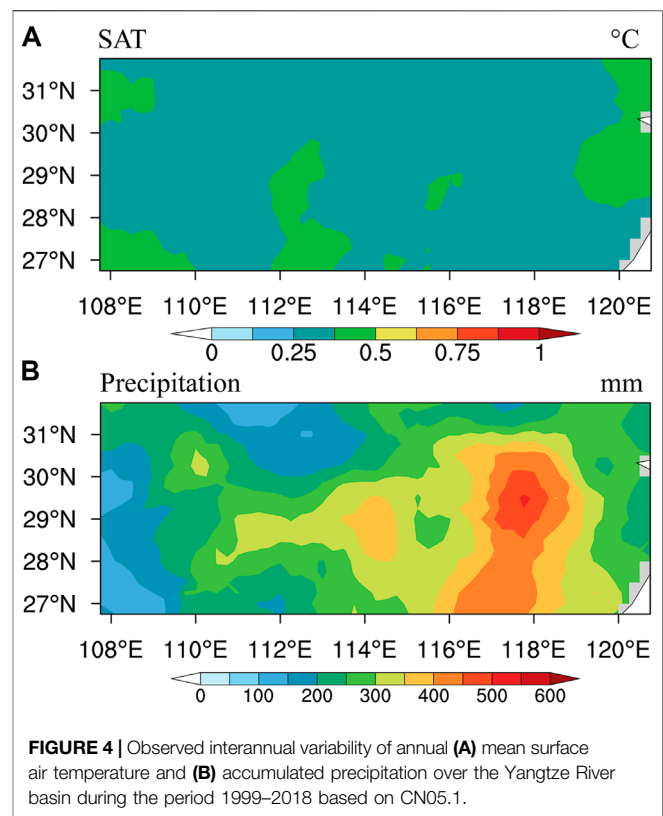 A SAT °C
31°N
30°N
29°N
28°N
27°N
108°E 110°E 112°E 114°E 116°E 118°E 120°E
0 0.25 0.5 0.75 1
B Precipitation mm
31°N
30°N
29°N
28°N
27°N
108°E 110°E 112°E 114°E 116°E 118°E 120°E
0 100 200 300 400 500 600
FIGURE 4 | Observed interannual variability of annual (A) mean surface
air temperature and (B) accumulated precipitation over the Yangtze River
basin during the period 1999–2018 based on CN05.1.